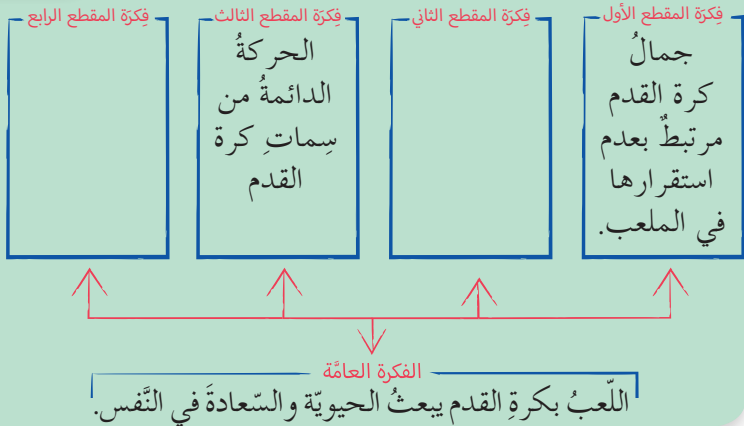 فِكرَة المقطع الأول
جمالُ
كرة القدم
مرتبطٌ بعدم
استقرارها
في الملعب.
فِكرَة المقطع الثاني
فِكرَة المقطع الثالث
الحركةُ
الدائمةُ من
سِماتِ كرة
القدم
فِكرَة المقطع الرابع
الفكرة العامَّة
اللّعبُ بكرةِ القدم يبعثُ الحيويّة والسّعادةَ في النَّفس.